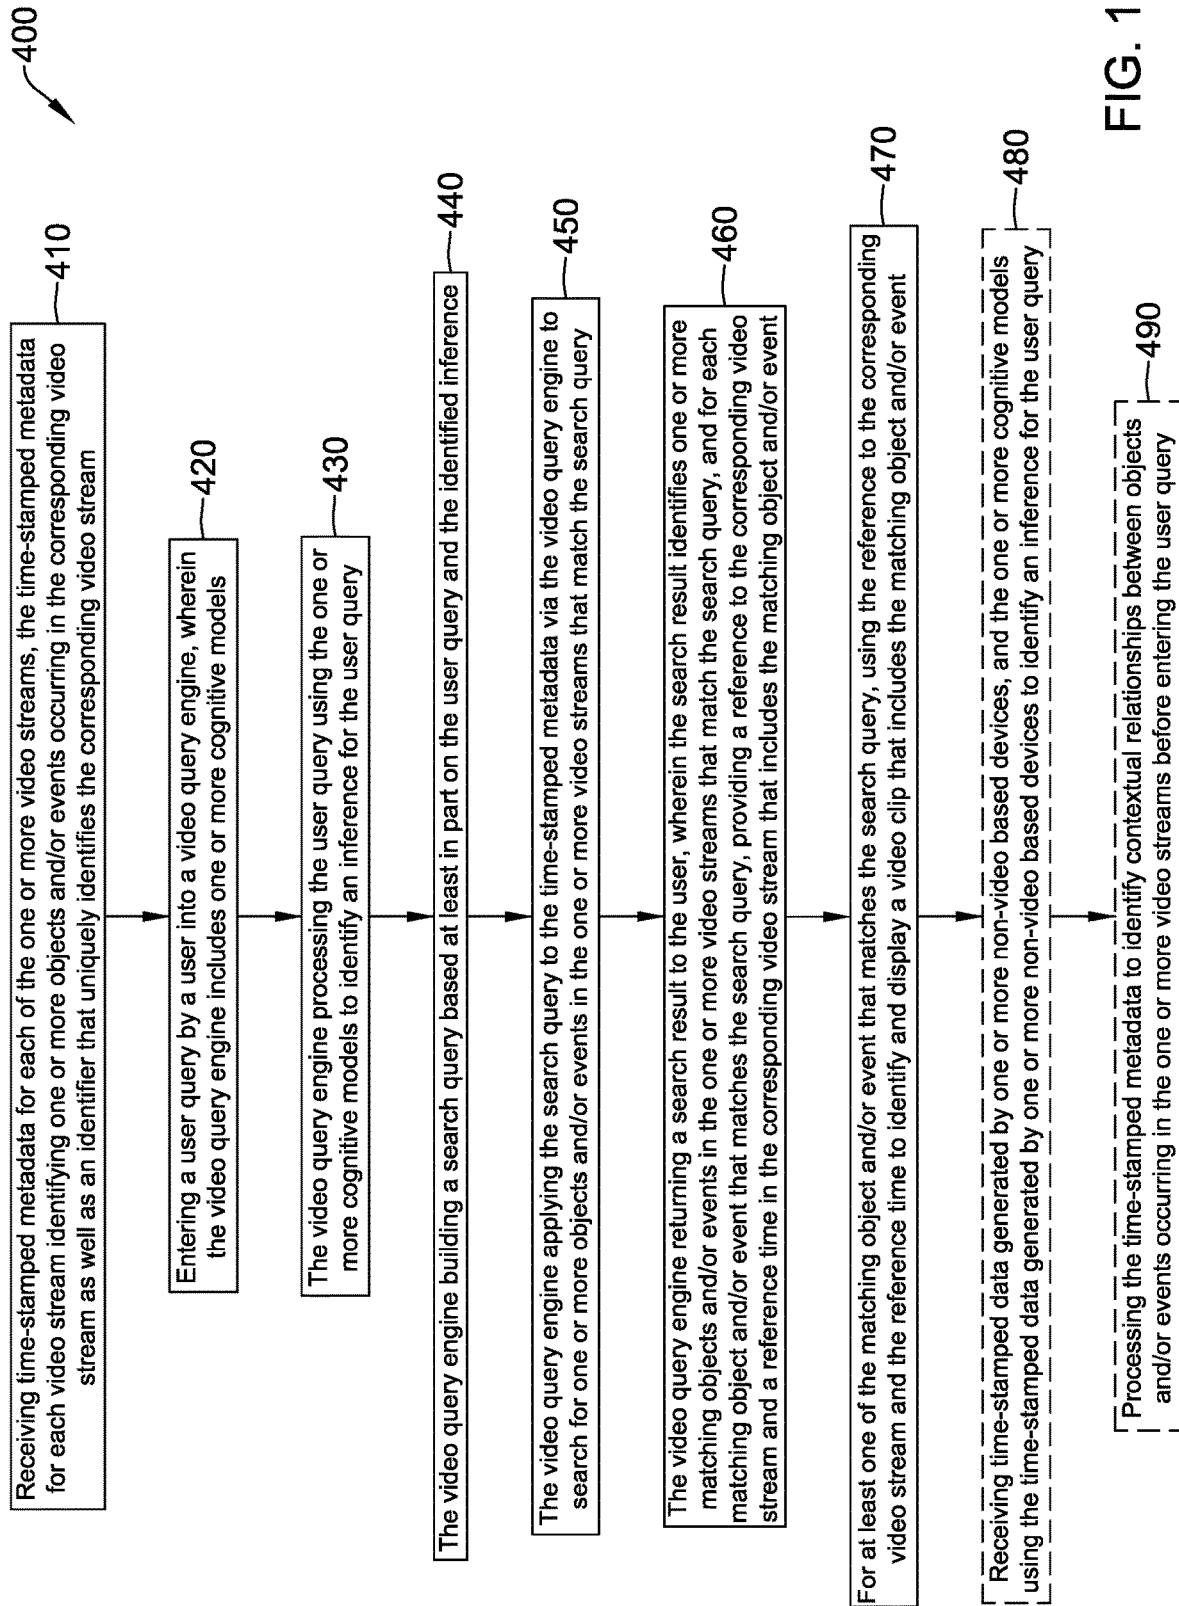 400
Receiving time-stamped metadata for each of the one or more video streams, the time-stamped metadata
for each video stream identifying one or more objects and/or events occurring in the corresponding video
stream as well as an identifier that uniquely identifies the corresponding video stream
410
Entering a user query by a user into a video query engine, wherein
the video query engine includes one or more cognitive models
420
The video query engine processing the user query using the one or
more cognitive models to identify an inference for the user query
430
The video query engine building a search query based at least in part on the user query and the identified inference
440
The video query engine applying the search query to the time-stamped metadata via the video query engine to
search for one or more objects and/or events in the one or more video streams that match the search query
450
The video query engine returning a search result to the user, wherein the search result identifies one or more
matching objects and/or events in the one or more video streams that match the search query, and for each
matching object and/or event that matches the search query, providing a reference to the corresponding video
stream and a reference time in the corresponding video stream that includes the matching object and/or event
460
For at least one of the matching object and/or event that matches the search query, using the reference to the corresponding
video stream and the reference time to identify and display a video clip that includes the matching object and/or event
470
Receiving time-stamped data generated by one or more non-video based devices, and the one or more cognitive models
using the time-stamped data generated by one or more non-video based devices to identify an inference for the user query
480
Processing the time-stamped metadata to identify contextual relationships between objects
and/or events occurring in the one or more video streams before entering the user query
490
FIG. 1